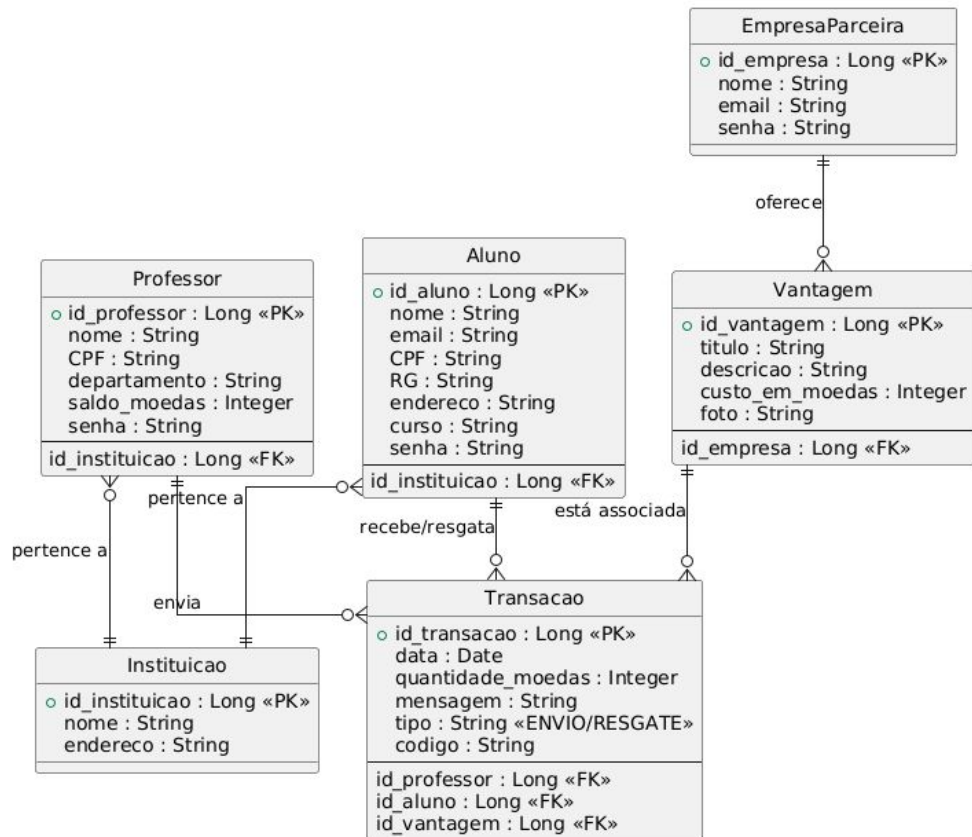 EmpresaParceira
id_empresa : Long «PK»
nome : String
email : String
senha : String
oferece
Professor
id_professor : Long «PK»
nome : String
CPF : String
departamento : String
saldo_moedas : Integer
senha : String
id_instituicao : Long «FK»
Aluno
id_aluno : Long «PK»
nome : String
email : String
CPF : String
RG : String
endereco : String
curso : String
senha : String
id_instituicao : Long «FK»
Vantagem
id_vantagem : Long «PK»
titulo : String
descricao : String
custo_em_moedas : Integer
foto : String
id_empresa : Long «FK»
pertence a
pertence a
recebe/resgata
está associada
envia
Instituicao
id_instituicao : Long «PK»
nome : String
endereco : String
Transacao
id_transacao : Long «PK»
data : Date
quantidade_moedas : Integer
mensagem : String
tipo : String «ENVIO/RESGATE»
codigo : String
id_professor : Long «FK»
id_aluno : Long «FK»
id_vantagem : Long «FK»